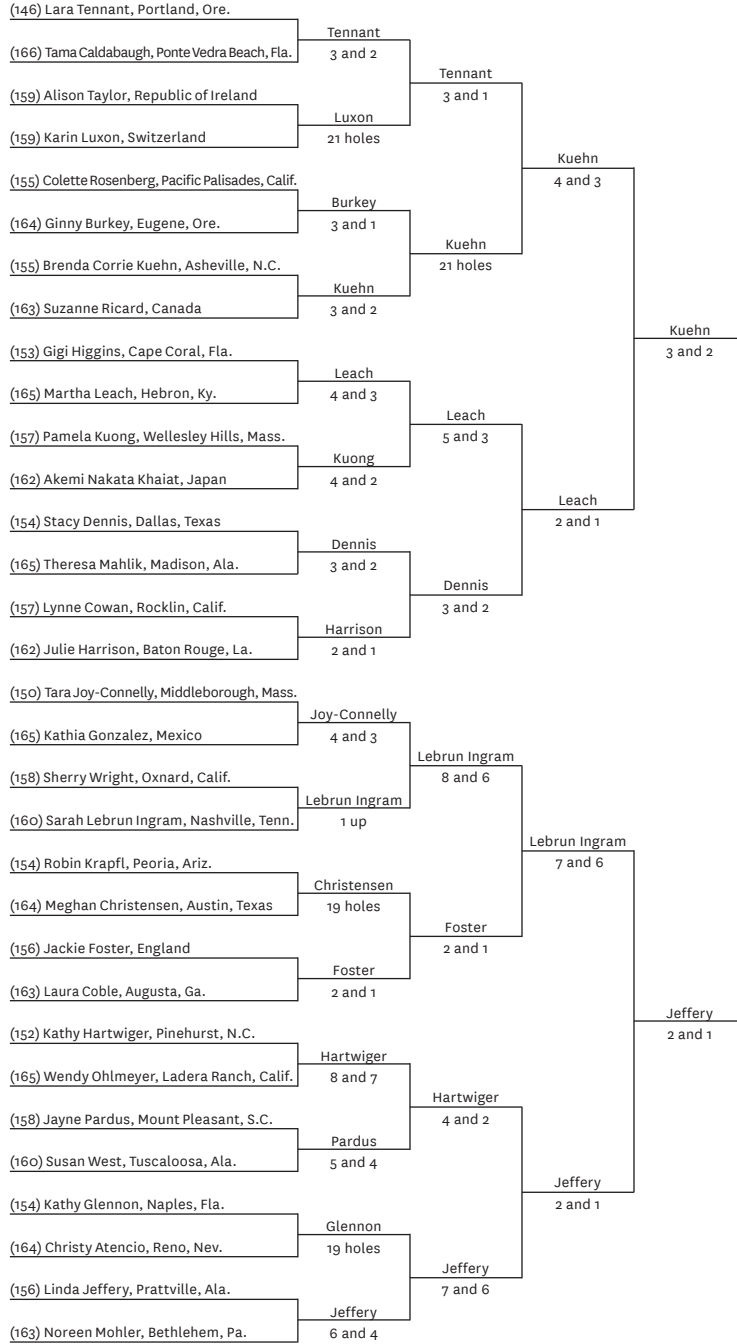 (146) Lara Tennant, Portland, Ore.
Tennant
(166) Tama Caldabaugh, Ponte Vedra Beach, Fla.
3 and 2
Tennant
(159) Alison Taylor, Republic of Ireland
3 and 1
Luxon
(159) Karin Luxon, Switzerland
21 holes
Kuehn
(155) Colette Rosenberg, Pacific Palisades, Calif.
4 and 3
Burkey
(164) Ginny Burkey, Eugene, Ore.
3 and 1
Kuehn
(155) Brenda Corrie Kuehn, Asheville, N.C.
21 holes
Kuehn
(163) Suzanne Ricard, Canada
3 and 2
Kuehn
(153) Gigi Higgins, Cape Coral, Fla.
3 and 2
Leach
(165) Martha Leach, Hebron, Ky.
4 and 3
Leach
(157) Pamela Kuong, Wellesley Hills, Mass.
5 and 3
Kuong
(162) Akemi Nakata Khaiat, Japan
4 and 2
Leach
(154) Stacy Dennis, Dallas, Texas
2 and 1
Dennis
(165) Theresa Mahlik, Madison, Ala.
3 and 2
Dennis
(157) Lynne Cowan, Rocklin, Calif.
3 and 2
Harrison
(162) Julie Harrison, Baton Rouge, La.
2 and 1
(150) Tara Joy-Connelly, Middleborough, Mass.
Joy-Connelly
(165) Kathia Gonzalez, Mexico
4 and 3
Lebrun Ingram
(158) Sherry Wright, Oxnard, Calif.
8 and 6
Lebrun Ingram
(160) Sarah Lebrun Ingram, Nashville, Tenn.
1 up
Lebrun Ingram
(154) Robin Krapfl, Peoria, Ariz.
7 and 6
Christensen
(164) Meghan Christensen, Austin, Texas
19 holes
Foster
(156) Jackie Foster, England
2 and 1
Foster
(163) Laura Coble, Augusta, Ga.
2 and 1
Jeffery
(152) Kathy Hartwiger, Pinehurst, N.C.
2 and 1
Hartwiger
(165) Wendy Ohlmeyer, Ladera Ranch, Calif.
8 and 7
Hartwiger
(158) Jayne Pardus, Mount Pleasant, S.C.
4 and 2
Pardus
(160) Susan West, Tuscaloosa, Ala.
5 and 4
Jeffery
(154) Kathy Glennon, Naples, Fla.
2 and 1
Glennon
(164) Christy Atencio, Reno, Nev.
19 holes
Jeffery
(156) Linda Jeffery, Prattville, Ala.
7 and 6
Jeffery
(163) Noreen Mohler, Bethlehem, Pa.
6 and 4